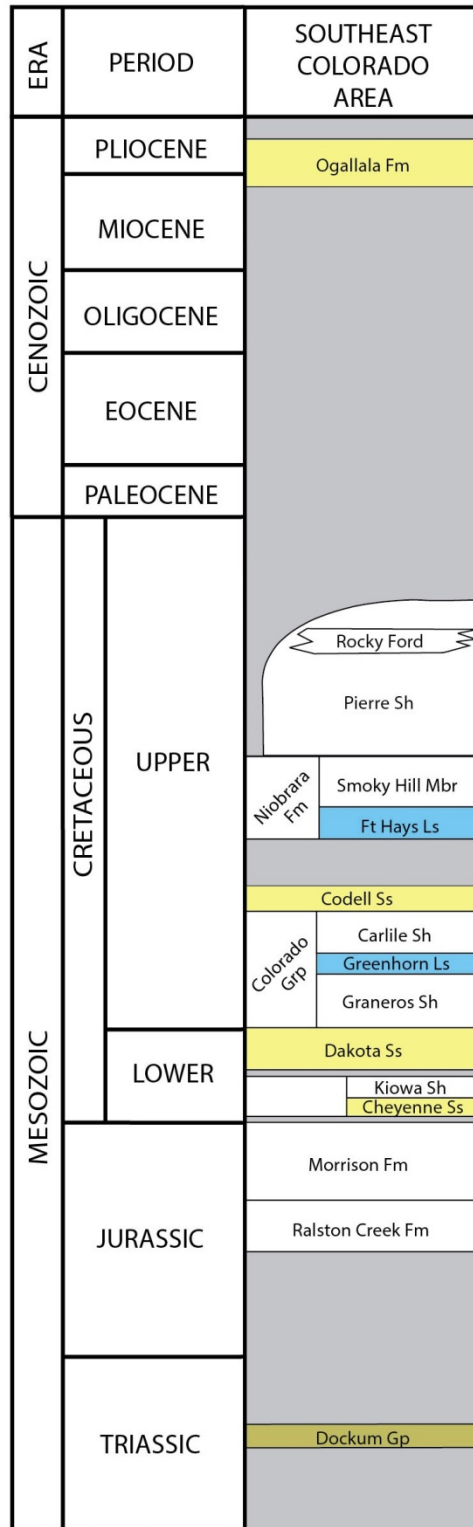 ERA
PERIOD
SOUTHEAST
COLORADO
AREA
CENOZOIC
PLIOCENE
Ogallala Fm
MIOCENE
OLIGOCENE
EOCENE
PALEOCENE
MESOZOIC
CRETACEOUS
UPPER
Rocky Ford
Pierre Sh
Niobrara
Fm
Smoky Hill Mbr
Ft Hays Ls
Codell Ss
Colorado
Grp
Carlile Sh
Greenhorn Ls
Graneros Sh
LOWER
Dakota Ss
Kiowa Sh
Cheyenne Ss
JURASSIC
Morrison Fm
Ralston Creek Fm
TRIASSIC
Dockum Gp